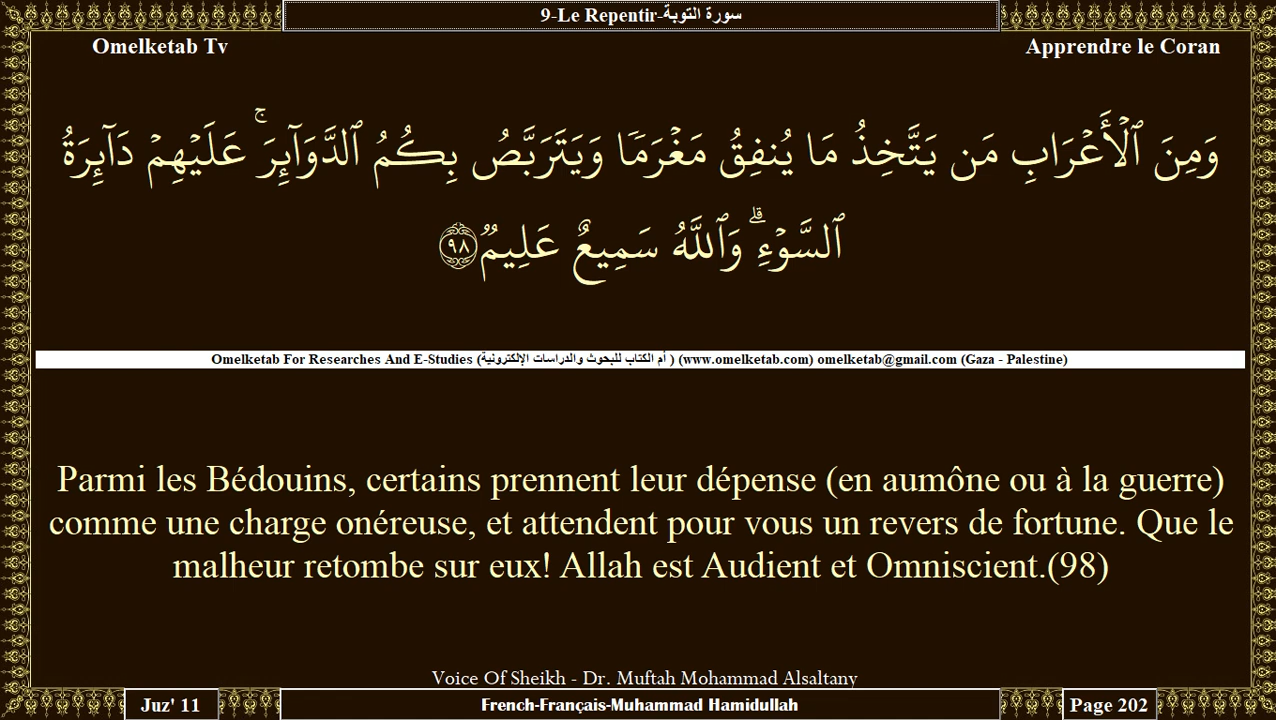 9-Le Repentir-سورة التوبة
Omelketab Tv
Apprendre le Coran
وَمِنَ ٱلۡأَعۡرَابِ مَن يَتَّخِذُ مَا يُنفِقُ مَغۡرَمٗا وَيَتَرَبَّصُ بِكُمُ ٱلدَّوَآئِرَۚ عَلَيۡهِمۡ دَآئِرَةُ
ٱلسَّوۡءِۗ وَٱللَّهُ سَمِيعٌ عَلِيمٞ ٩٨
Omelketab For Researches And E-Studies (أم الكتاب للبحوث والدراسات الإلكترونية ) (www.omelketab.com) omelketab@gmail.com (Gaza - Palestine)
Parmi les Bédouins, certains prennent leur dépense (en aumône ou à la guerre)
comme une charge onéreuse, et attendent pour vous un revers de fortune. Que le
malheur retombe sur eux! Allah est Audient et Omniscient.(98)
Voice Of Sheikh - Dr. Muftah Mohammad Alsaltany
Juz' 11
French-Français-Muhammad Hamidullah
Page 202